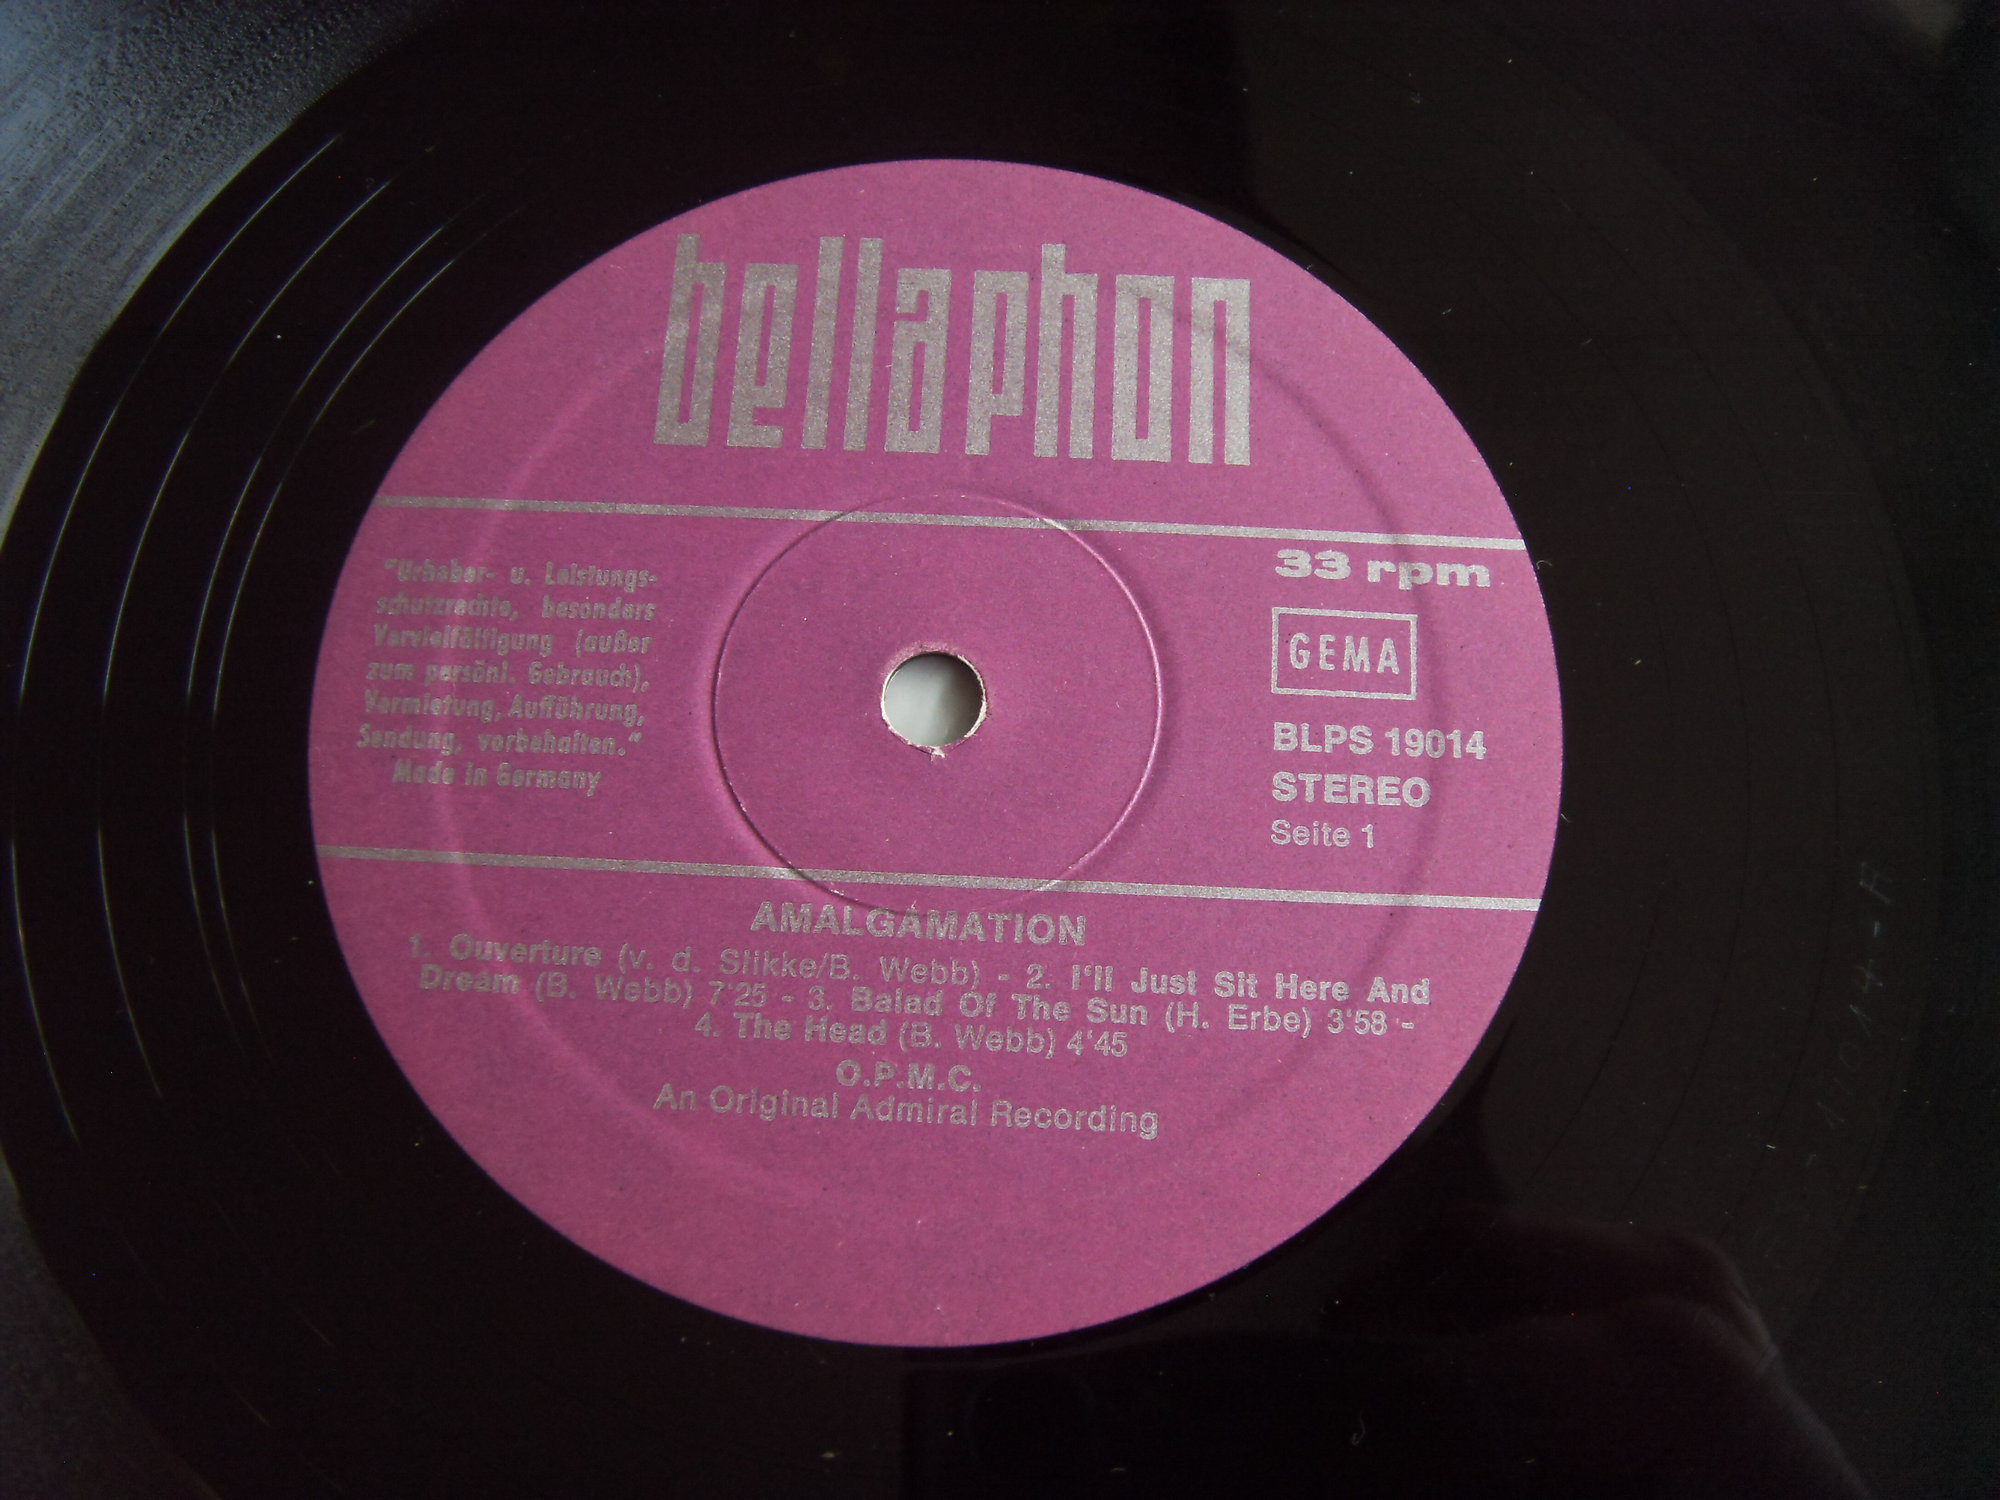 bellaphon
"Urheber- u. Leistungs-
schutzrechte, besonders
Vervielfältigung (außer
zum persönl. Gebrauch),
Vermietung, Aufführung,
Sendung, vorbehalten."
Made in Germany
33 rpm
GEMA
BLPS 19014
STEREO
Seite 1
AMALGAMATION
1. Ouverture (v. d. Slikke/B. Webb) - 2. I'll Just Sit Here And
Dream (B. Webb) 7'25 - 3. Balad Of The Sun (H. Erbe) 3'58 -
4. The Head (B. Webb) 4'45
O.P.M.C.
An Original Admiral Recording